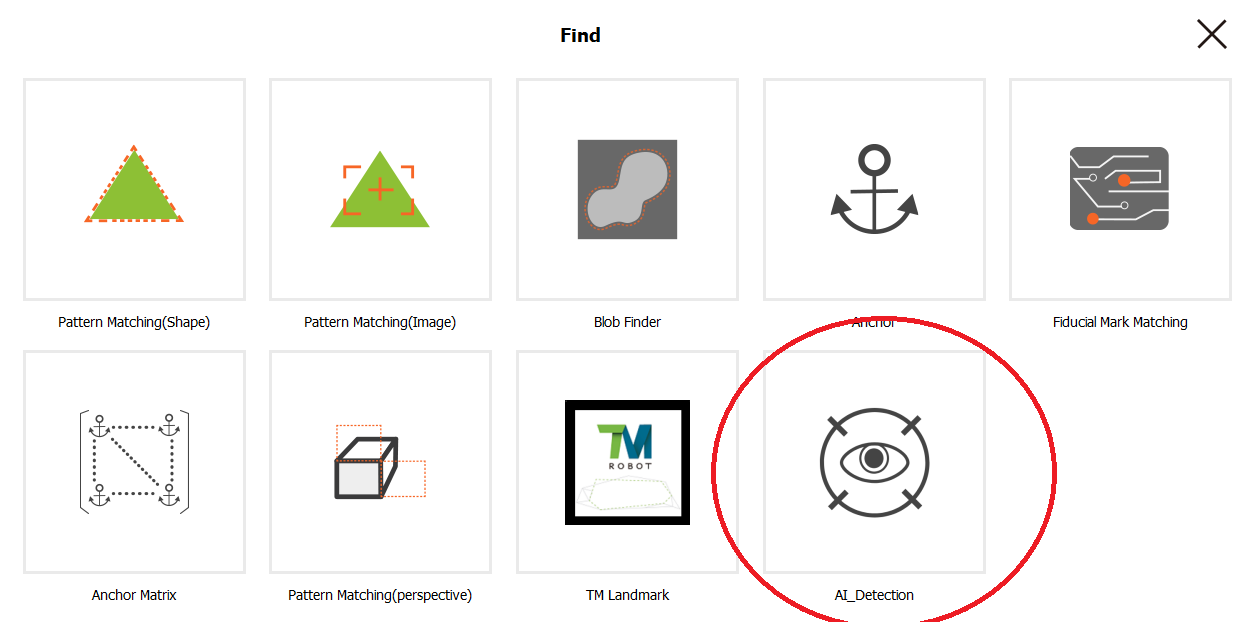 Find
Pattern Matching(Shape)
Pattern Matching(Image)
Blob Finder
Anchor
Fiducial Mark Matching
TM
ROBOT
Anchor Matrix
Pattern Matching(perspective)
TM Landmark
AI_Detection